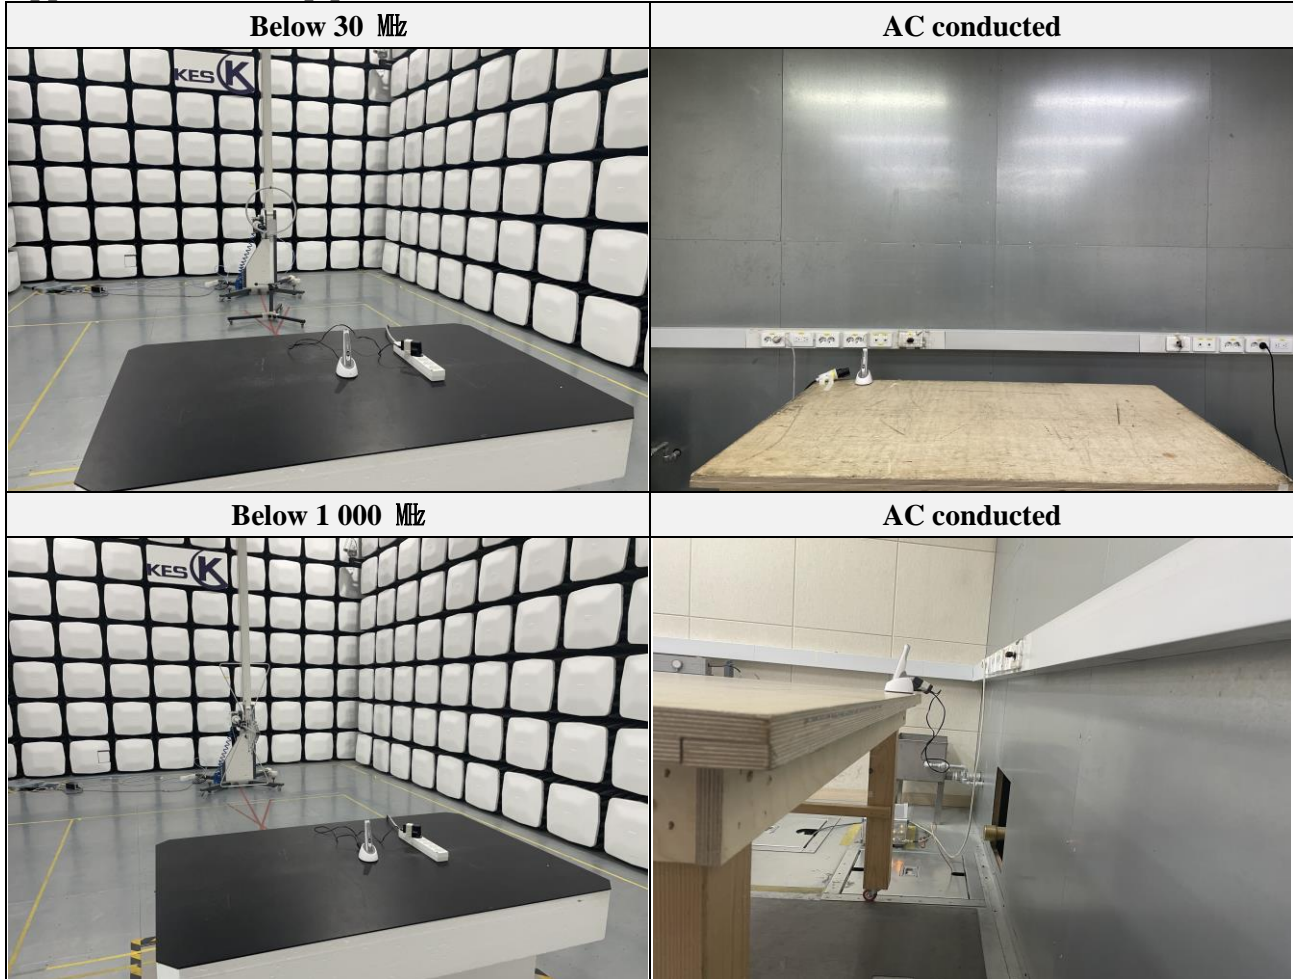 Below 30 ㎒
AC conducted
KES K
Below 1 000 ㎒
AC conducted
KES K